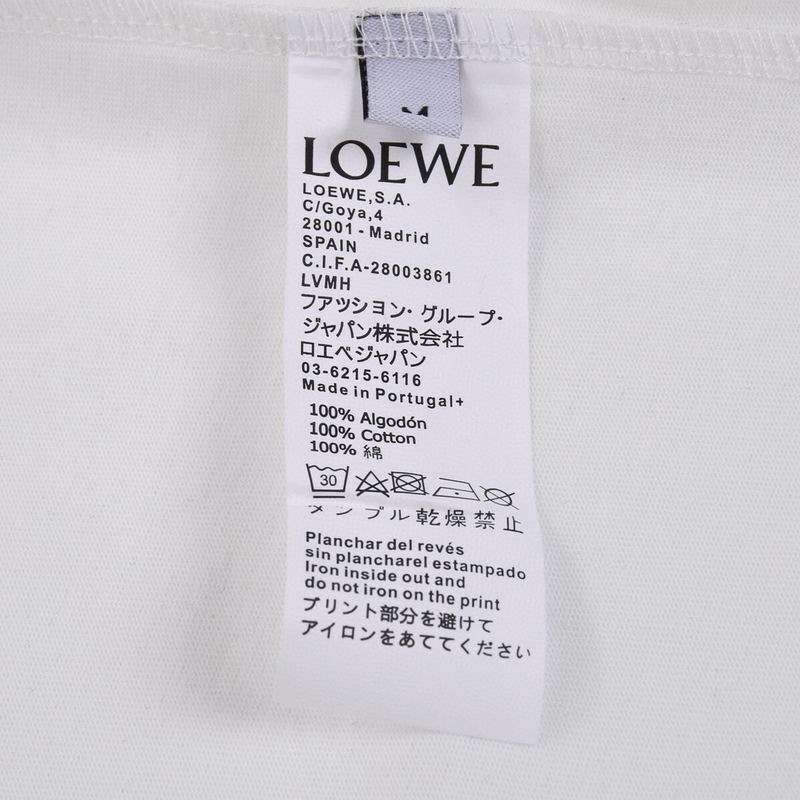 LOEWE
LOEWE,S.A.
C/Goya,4
28001 - Madrid
SPAIN
C.I.F.A-28003861
LVMH
ファッション・グループ・
ジャパン株式会社
ロエベジャパン
03-6215-6116
Made in Portugal+
100% Algodón
100% Cotton
100% 綿
30
タンブル乾燥禁止
Planchar del revés
sin plancharel estampado
Iron inside out and
do not iron on the print
プリント部分を避けて
アイロンをあててください